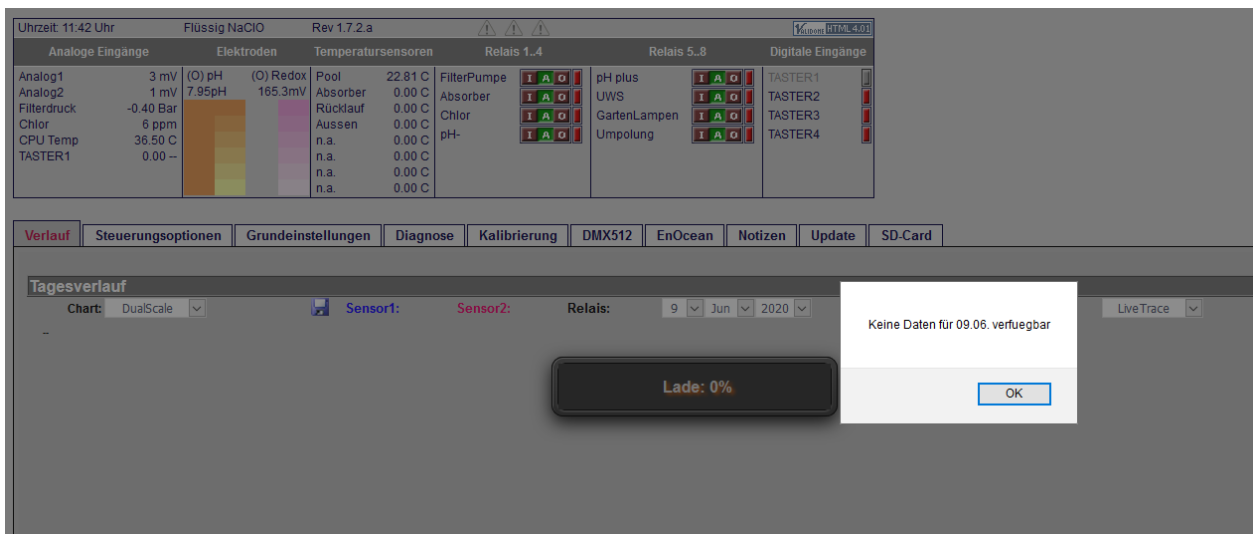 Uhrzeit: 11:42 Uhr Flüssig NaClO Rev 1.7.2.a VALIDOME HTML 4.01
Analoge Eingänge Elektroden Temperatursensoren Relais 1..4 Relais 5..8 Digitale Eingänge
Analog1 3 mV (O) pH (O) Redox Pool 22.81 C FilterPumpe I A O pH plus I A O TASTER1
Analog2 1 mV 7.95pH 165.3mV Absorber 0.00 C Absorber I A O UWS I A O TASTER2
Filterdruck -0.40 Bar Rücklauf 0.00 C Chlor I A O GartenLampen I A O TASTER3
Chlor 6 ppm Aussen 0.00 C pH- I A O Umpolung I A O TASTER4
CPU Temp 36.50 C n.a. 0.00 C
TASTER1 0.00 -- n.a. 0.00 C
n.a. 0.00 C
n.a. 0.00 C
Verlauf Steuerungsoptionen Grundeinstellungen Diagnose Kalibrierung DMX512 EnOcean Notizen Update SD-Card
Tagesverlauf
Chart: DualScale Sensor1: Sensor2: Relais: 9 Jun 2020 LiveTrace
--
Keine Daten für 09.06. verfuegbar
Lade: 0%
OK